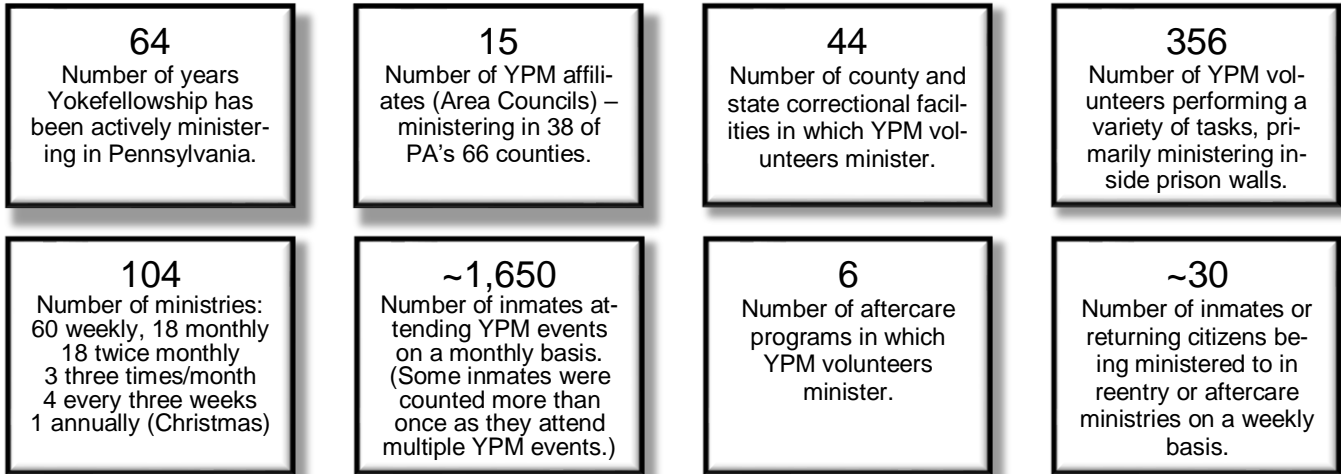 64
Number of years
Yokefellowship has
been actively minister-
ing in Pennsylvania.
15
Number of YPM affili-
ates (Area Councils) –
ministering in 38 of
PA's 66 counties.
44
Number of county and
state correctional facil-
ities in which YPM vol-
unteers minister.
356
Number of YPM vol-
unteers performing a
variety of tasks, pri-
marily ministering in-
side prison walls.
104
Number of ministries:
60 weekly, 18 monthly
18 twice monthly
3 three times/month
4 every three weeks
1 annually (Christmas)
~1,650
Number of inmates at-
tending YPM events
on a monthly basis.
(Some inmates were
counted more than
once as they attend
multiple YPM events.)
6
Number of aftercare
programs in which
YPM volunteers
minister.
~30
Number of inmates or
returning citizens be-
ing ministered to in
reentry or aftercare
ministries on a weekly
basis.